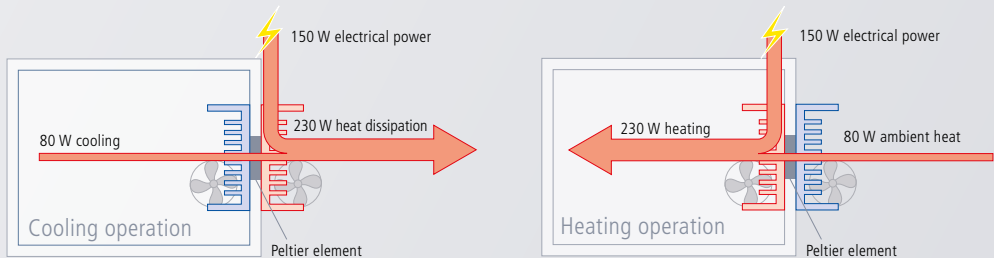 150 W electrical power
80 W cooling
230 W heat dissipation
Cooling operation
Peltier element
150 W electrical power
230 W heating
80 W ambient heat
Heating operation
Peltier element